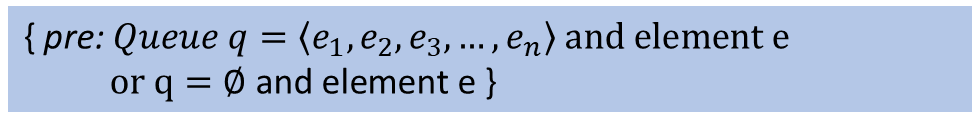 { pre: Queue q = ⟨e₁, e₂, e₃, … , eₙ⟩ and element e
or q = ∅ and element e }